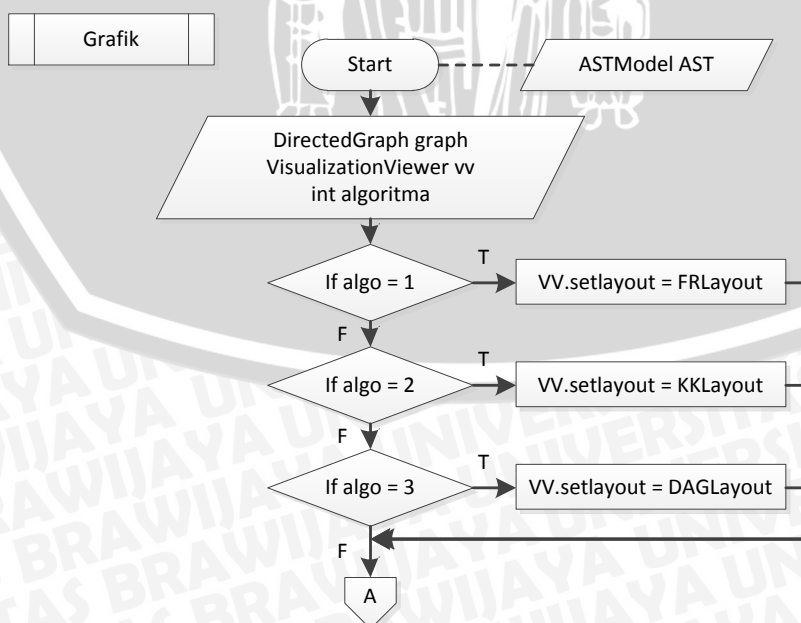 Grafik
Start
ASTModel AST
DirectedGraph graph
VisualizationViewer vv
int algoritma
If algo = 1
T
VV.setlayout = FRLayout
F
If algo = 2
T
VV.setlayout = KKLayout
F
If algo = 3
T
VV.setlayout = DAGLayout
F
A